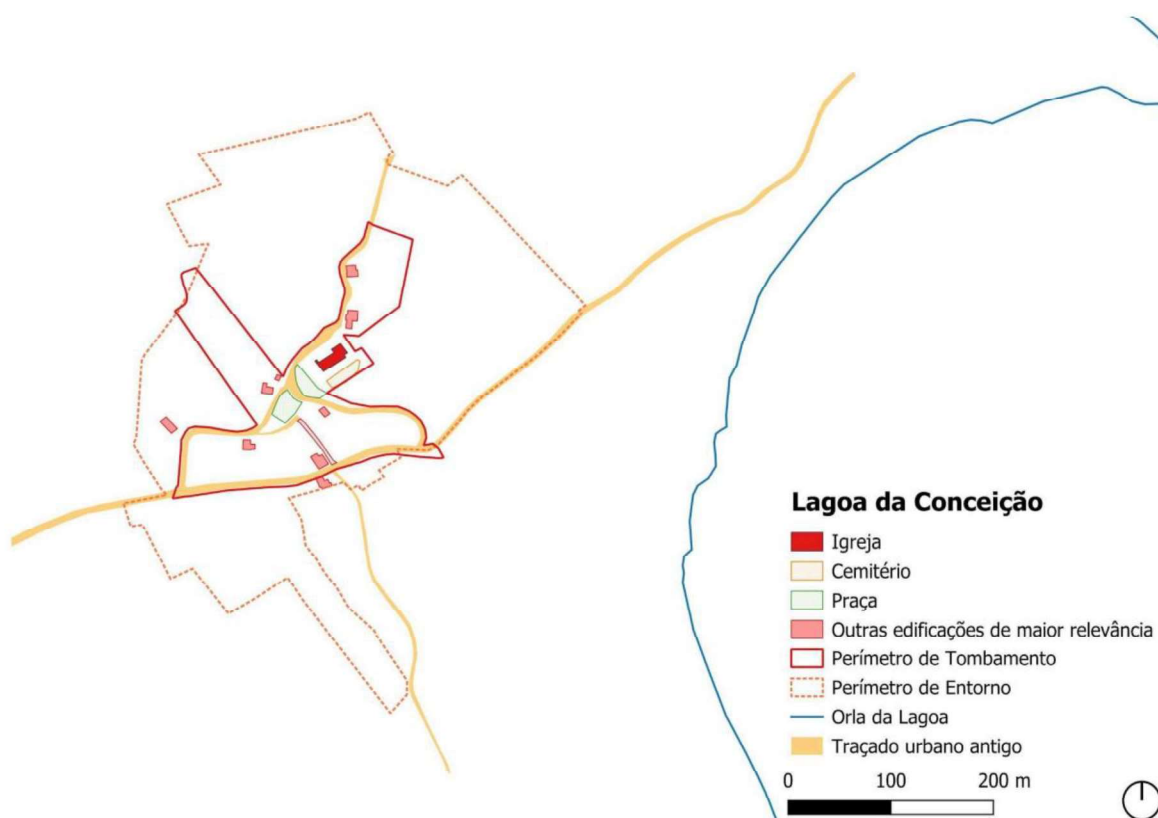 Lagoa da Conceição
Igreja
Cemitério
Praça
Outras edificações de maior relevância
Perímetro de Tombamento
Perímetro de Entorno
Orla da Lagoa
Traçado urbano antigo
0 100 200 m